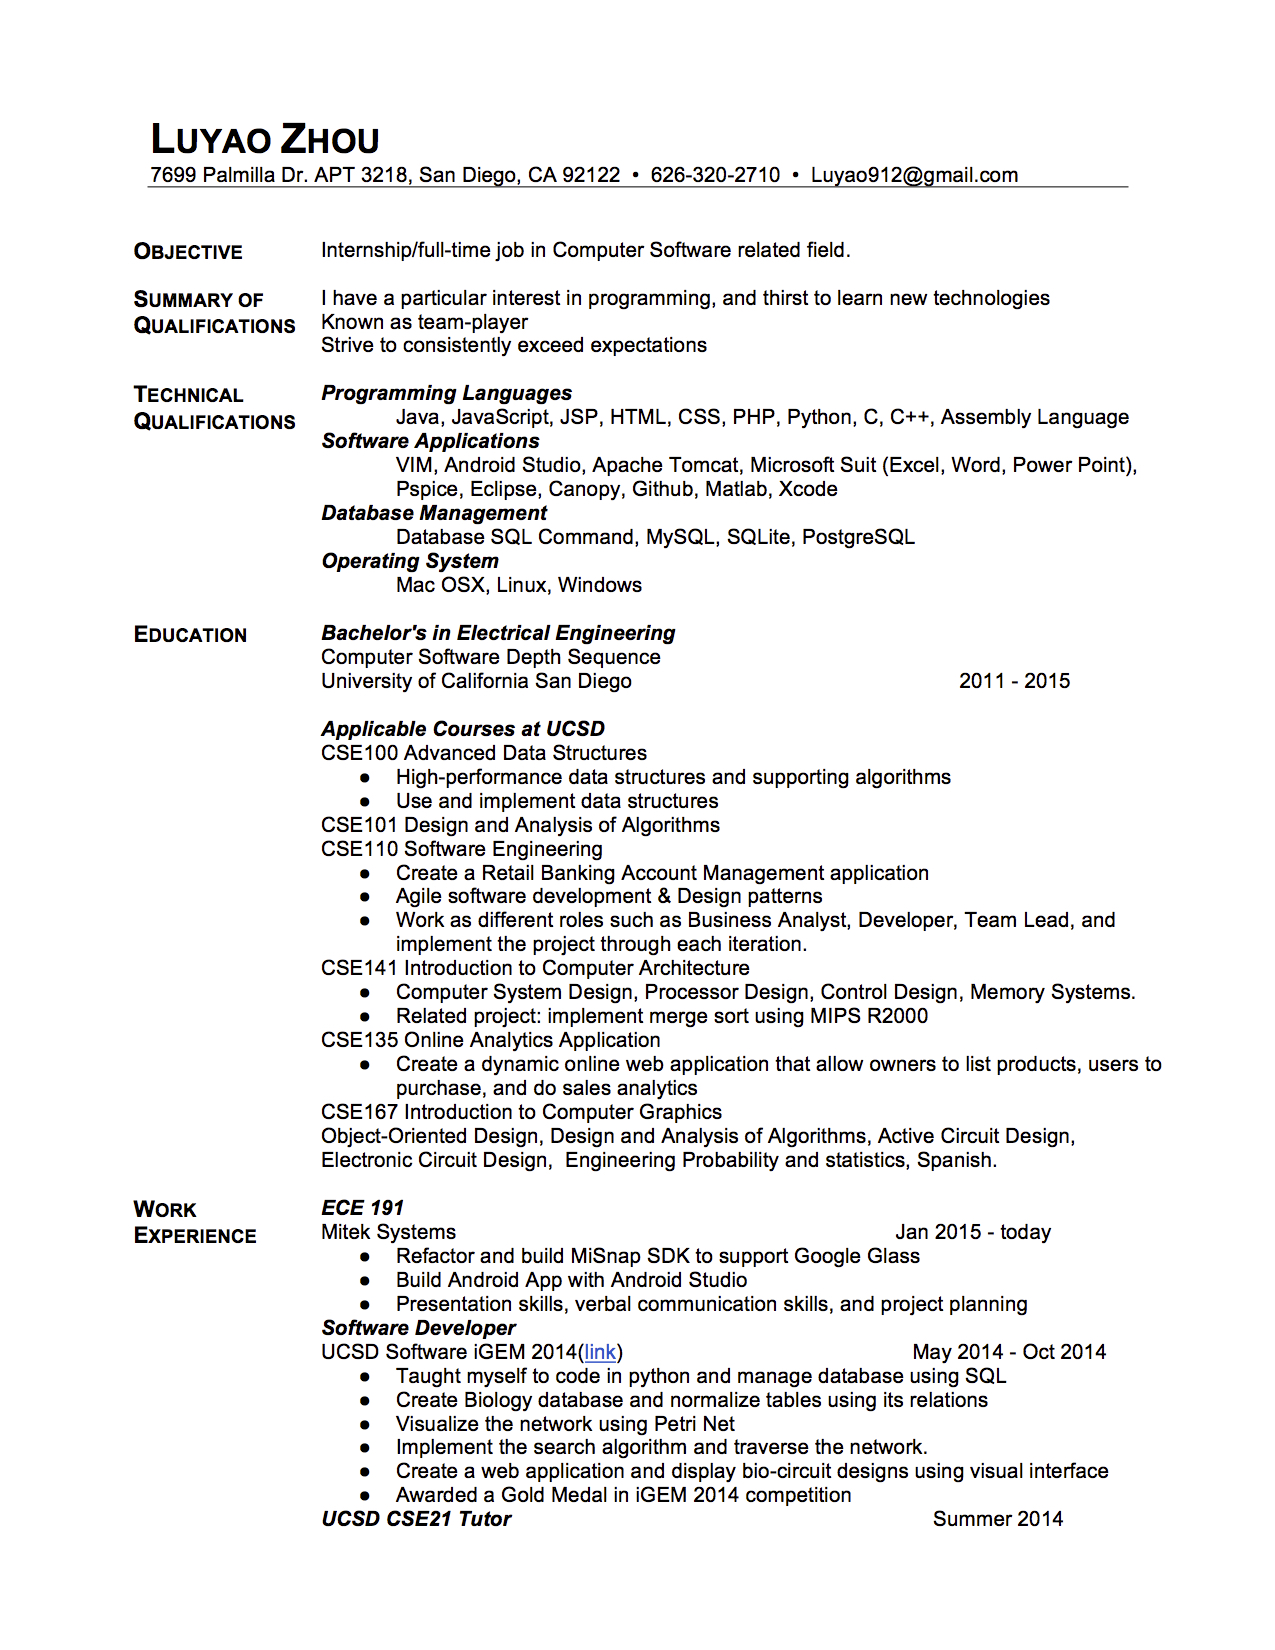 LUYAO ZHOU
7699 Palmilla Dr. APT 3218, San Diego, CA 92122 • 626-320-2710 • Luyao912@gmail.com
OBJECTIVE Internship/full-time job in Computer Software related field.
SUMMARY OF QUALIFICATIONS
I have a particular interest in programming, and thirst to learn new technologies
Known as team-player
Strive to consistently exceed expectations
TECHNICAL QUALIFICATIONS
Programming Languages
Java, JavaScript, JSP, HTML, CSS, PHP, Python, C, C++, Assembly Language
Software Applications
VIM, Android Studio, Apache Tomcat, Microsoft Suit (Excel, Word, Power Point),
Pspice, Eclipse, Canopy, Github, Matlab, Xcode
Database Management
Database SQL Command, MySQL, SQLite, PostgreSQL
Operating System
Mac OSX, Linux, Windows
EDUCATION
Bachelor's in Electrical Engineering
Computer Software Depth Sequence
University of California San Diego 2011 - 2015
Applicable Courses at UCSD
CSE100 Advanced Data Structures
● High-performance data structures and supporting algorithms
● Use and implement data structures
CSE101 Design and Analysis of Algorithms
CSE110 Software Engineering
● Create a Retail Banking Account Management application
● Agile software development & Design patterns
● Work as different roles such as Business Analyst, Developer, Team Lead, and
implement the project through each iteration.
CSE141 Introduction to Computer Architecture
● Computer System Design, Processor Design, Control Design, Memory Systems.
● Related project: implement merge sort using MIPS R2000
CSE135 Online Analytics Application
● Create a dynamic online web application that allow owners to list products, users to
purchase, and do sales analytics
CSE167 Introduction to Computer Graphics
Object-Oriented Design, Design and Analysis of Algorithms, Active Circuit Design,
Electronic Circuit Design, Engineering Probability and statistics, Spanish.
WORK EXPERIENCE
ECE 191
Mitek Systems Jan 2015 - today
● Refactor and build MiSnap SDK to support Google Glass
● Build Android App with Android Studio
● Presentation skills, verbal communication skills, and project planning
Software Developer
UCSD Software iGEM 2014(link) May 2014 - Oct 2014
● Taught myself to code in python and manage database using SQL
● Create Biology database and normalize tables using its relations
● Visualize the network using Petri Net
● Implement the search algorithm and traverse the network.
● Create a web application and display bio-circuit designs using visual interface
● Awarded a Gold Medal in iGEM 2014 competition
UCSD CSE21 Tutor Summer 2014